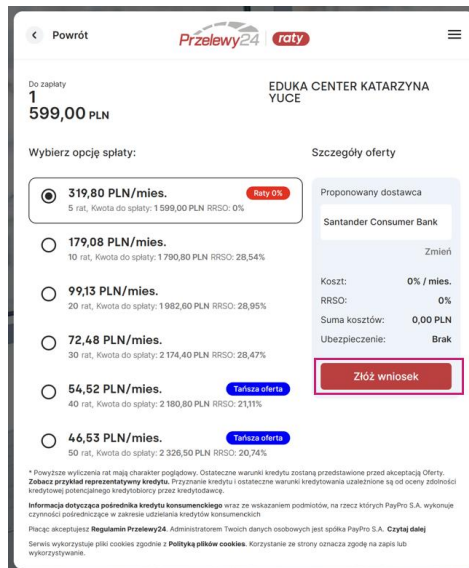 Powrót
Przelewy24 raty
Do zapłaty
1
599,00 PLN
EDUKA CENTER KATARZYNA
YUCE
Wybierz opcję spłaty:
319,80 PLN/mies. Raty 0%
5 rat, Kwota do spłaty: 1 599,00 PLN RRSO: 0%
179,08 PLN/mies.
10 rat, Kwota do spłaty: 1 790,80 PLN RRSO: 28,54%
99,13 PLN/mies.
20 rat, Kwota do spłaty: 1 982,60 PLN RRSO: 28,95%
72,48 PLN/mies.
30 rat, Kwota do spłaty: 2 174,40 PLN RRSO: 28,47%
54,52 PLN/mies. Tańsza oferta
40 rat, Kwota do spłaty: 2 180,80 PLN RRSO: 21,11%
46,53 PLN/mies. Tańsza oferta
50 rat, Kwota do spłaty: 2 326,50 PLN RRSO: 20,74%
Szczegóły oferty
Proponowany dostawca
Santander Consumer Bank
Zmień
Koszt: 0% / mies.
RRSO: 0%
Suma kosztów: 0,00 PLN
Ubezpieczenie: Brak
Złóż wniosek
* Powyższe wyliczenia rat mają charakter poglądowy. Ostateczne warunki kredytu zostaną przedstawione przed akceptacją Oferty.
Zobacz przykład reprezentatywny kredytu. Przyznanie kredytu i ostateczne warunki kredytu uzależnione są od oceny zdolności
kredytowej potencjalnego kredytobiorcy przez kredytodawcę.
Informacja dotycząca pośrednika kredytu konsumenckiego wraz ze wskazaniem podmiotów, na rzecz których PayPro S.A. wykonuje
czynności pośredniczące w zakresie udzielania kredytów konsumenckich
Płacąc akceptujesz Regulamin Przelewy24. Administratorem Twoich danych osobowych jest spółka PayPro S.A. Czytaj dalej
Serwis wykorzystuje pliki cookies zgodnie z Polityką plików cookies. Korzystanie ze strony oznacza zgodę na zapis lub
wykorzystywanie.